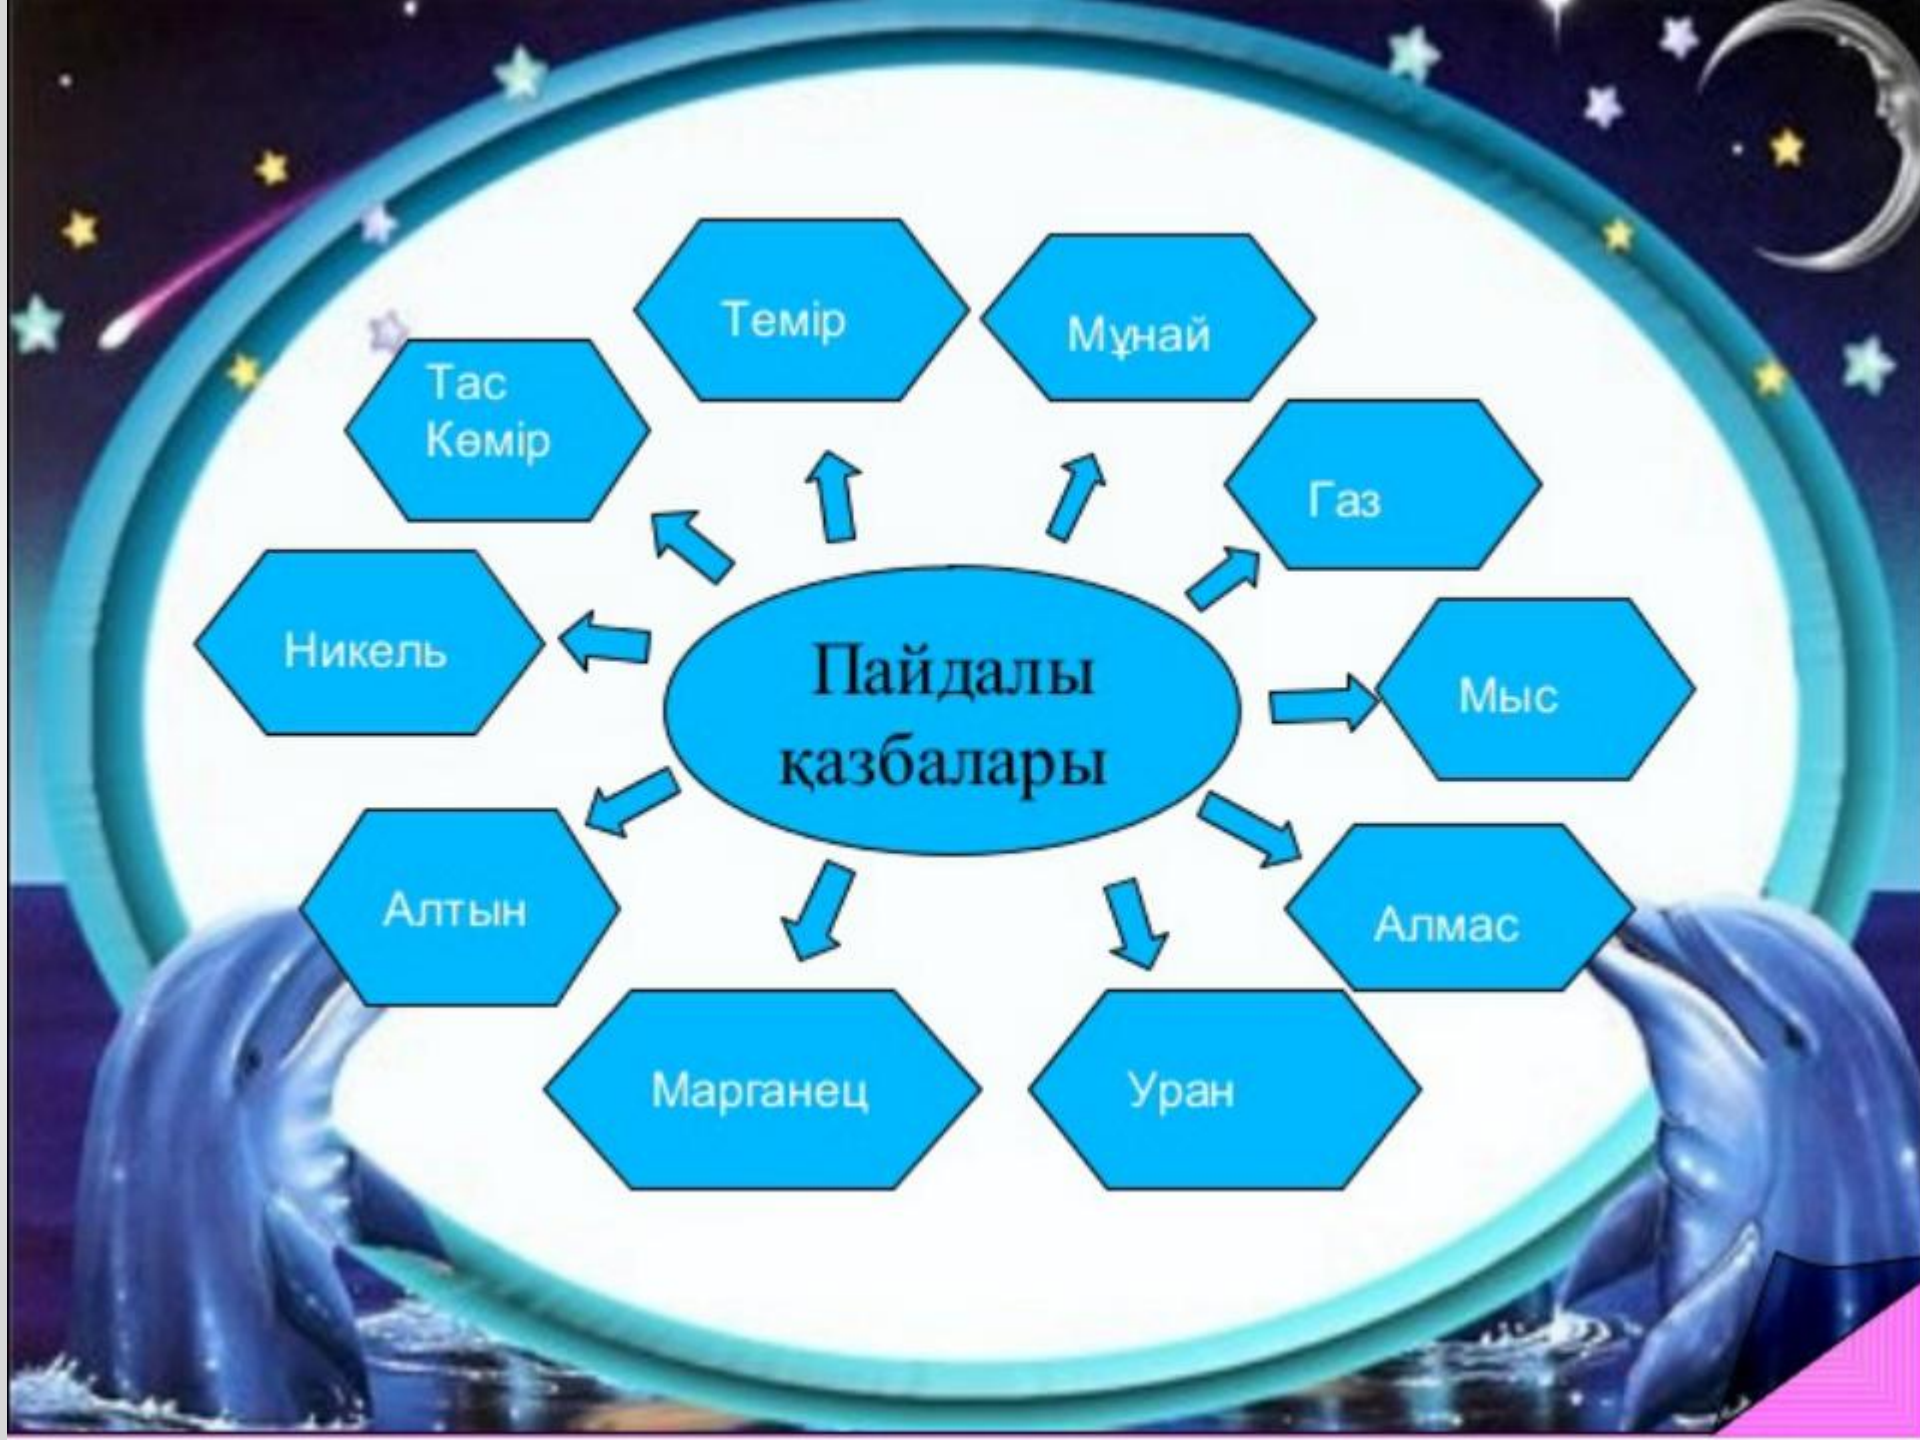 Темір
Мұнай
Тас
Көмір
Газ
Никель
Пайдалы
қазбалары
Мыс
Алтын
Алмас
Марганец
Уран